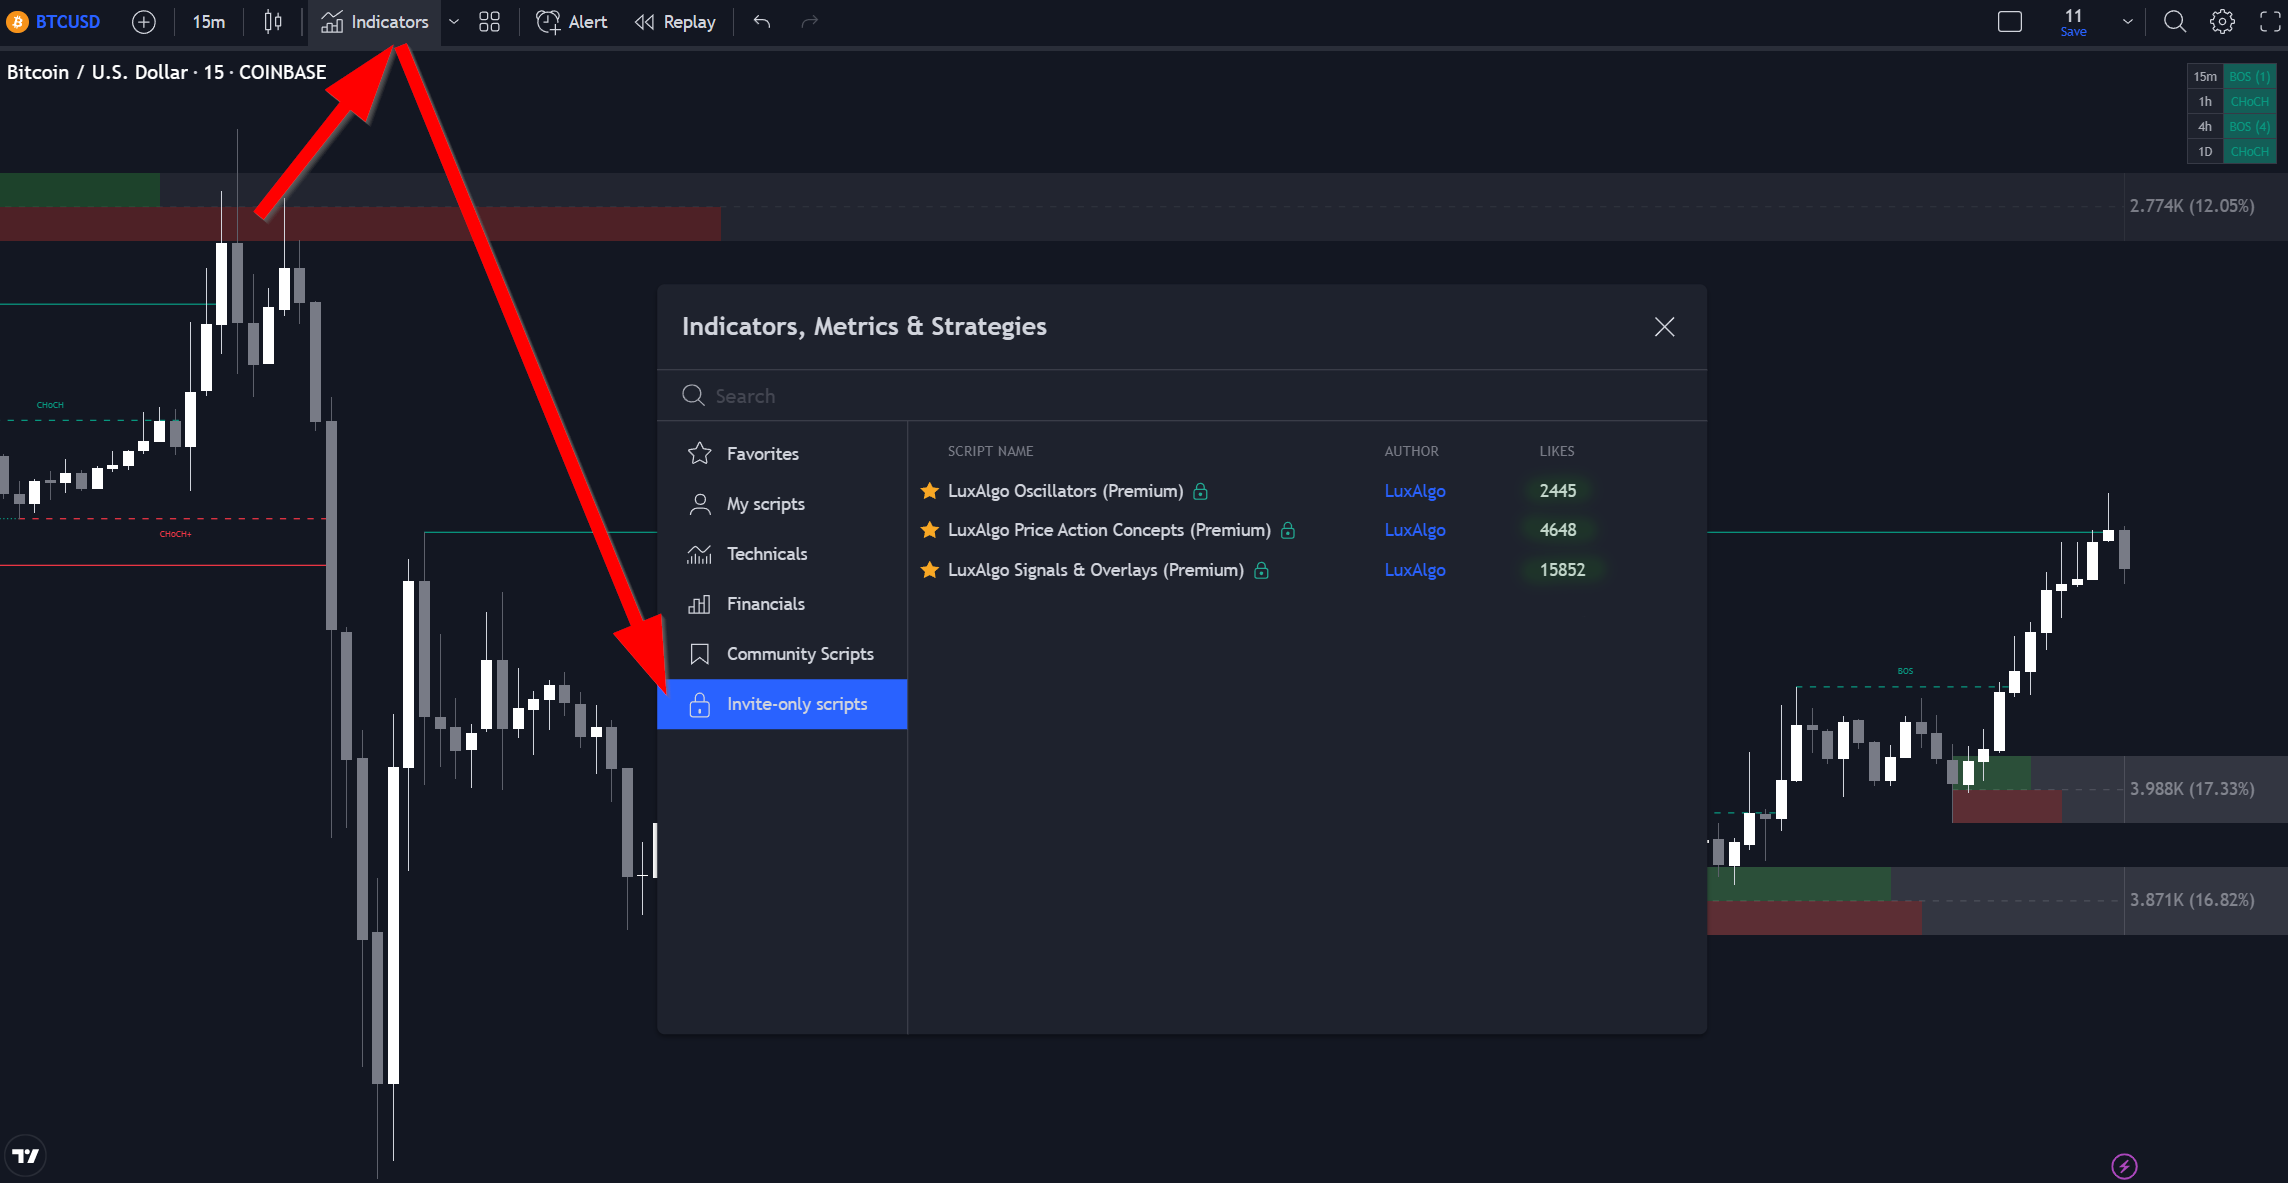 BTCUSD 15m Indicators Alert Replay 11
Save
Bitcoin / U.S. Dollar · 15 · COINBASE
15m BOS (1)
1h CHoCH
4h BOS (4)
1D CHoCH
2.774K (12.05%)
Indicators, Metrics & Strategies
Search
CHoCH
Favorites
My scripts
Technicals
Financials
Community Scripts
Invite-only scripts
SCRIPT NAME AUTHOR LIKES
LuxAlgo Oscillators (Premium) LuxAlgo 2445
LuxAlgo Price Action Concepts (Premium) LuxAlgo 4648
LuxAlgo Signals & Overlays (Premium) LuxAlgo 15852
CHoCH+
BOS
3.988K (17.33%)
3.871K (16.82%)